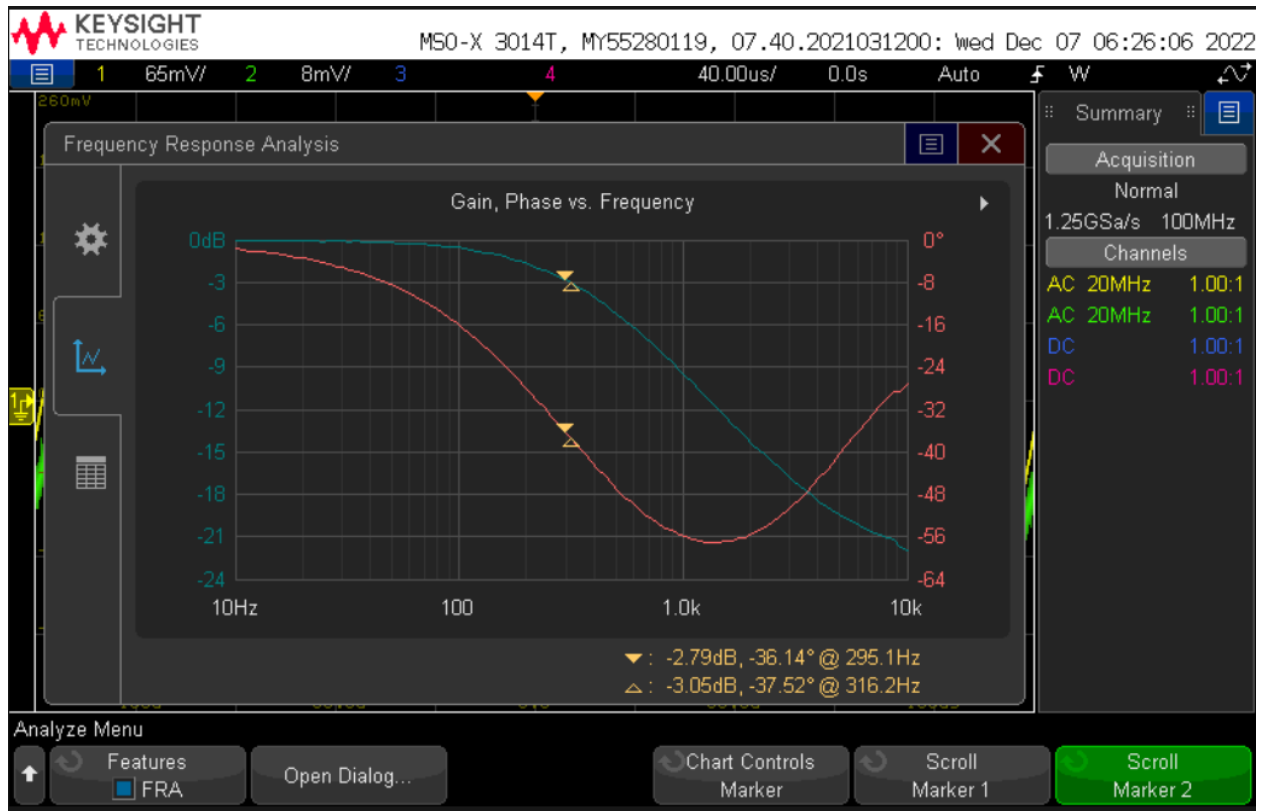 KEYSIGHT
TECHNOLOGIES
MSO-X 3014T, MY55280119, 07.40.2021031200: Wed Dec 07 06:26:06 2022
1 65mV/ 2 8mV/ 3 4 40.00us/ 0.0s Auto W
260mV
Summary
Frequency Response Analysis
Acquisition
Normal
1.25GSa/s 100MHz
Channels
AC 20MHz 1.00:1
AC 20MHz 1.00:1
DC 1.00:1
DC 1.00:1
Gain, Phase vs. Frequency
0dB 0°
-3 -8
-6 -16
-9 -24
-12 -32
-15 -40
-18 -48
-21 -56
-24 -64
10Hz 100 1.0k 10k
: -2.79dB, -36.14° @ 295.1Hz
: -3.05dB, -37.52° @ 316.2Hz
Analyze Menu
Features
FRA
Open Dialog...
Chart Controls
Marker
Scroll
Marker 1
Scroll
Marker 2